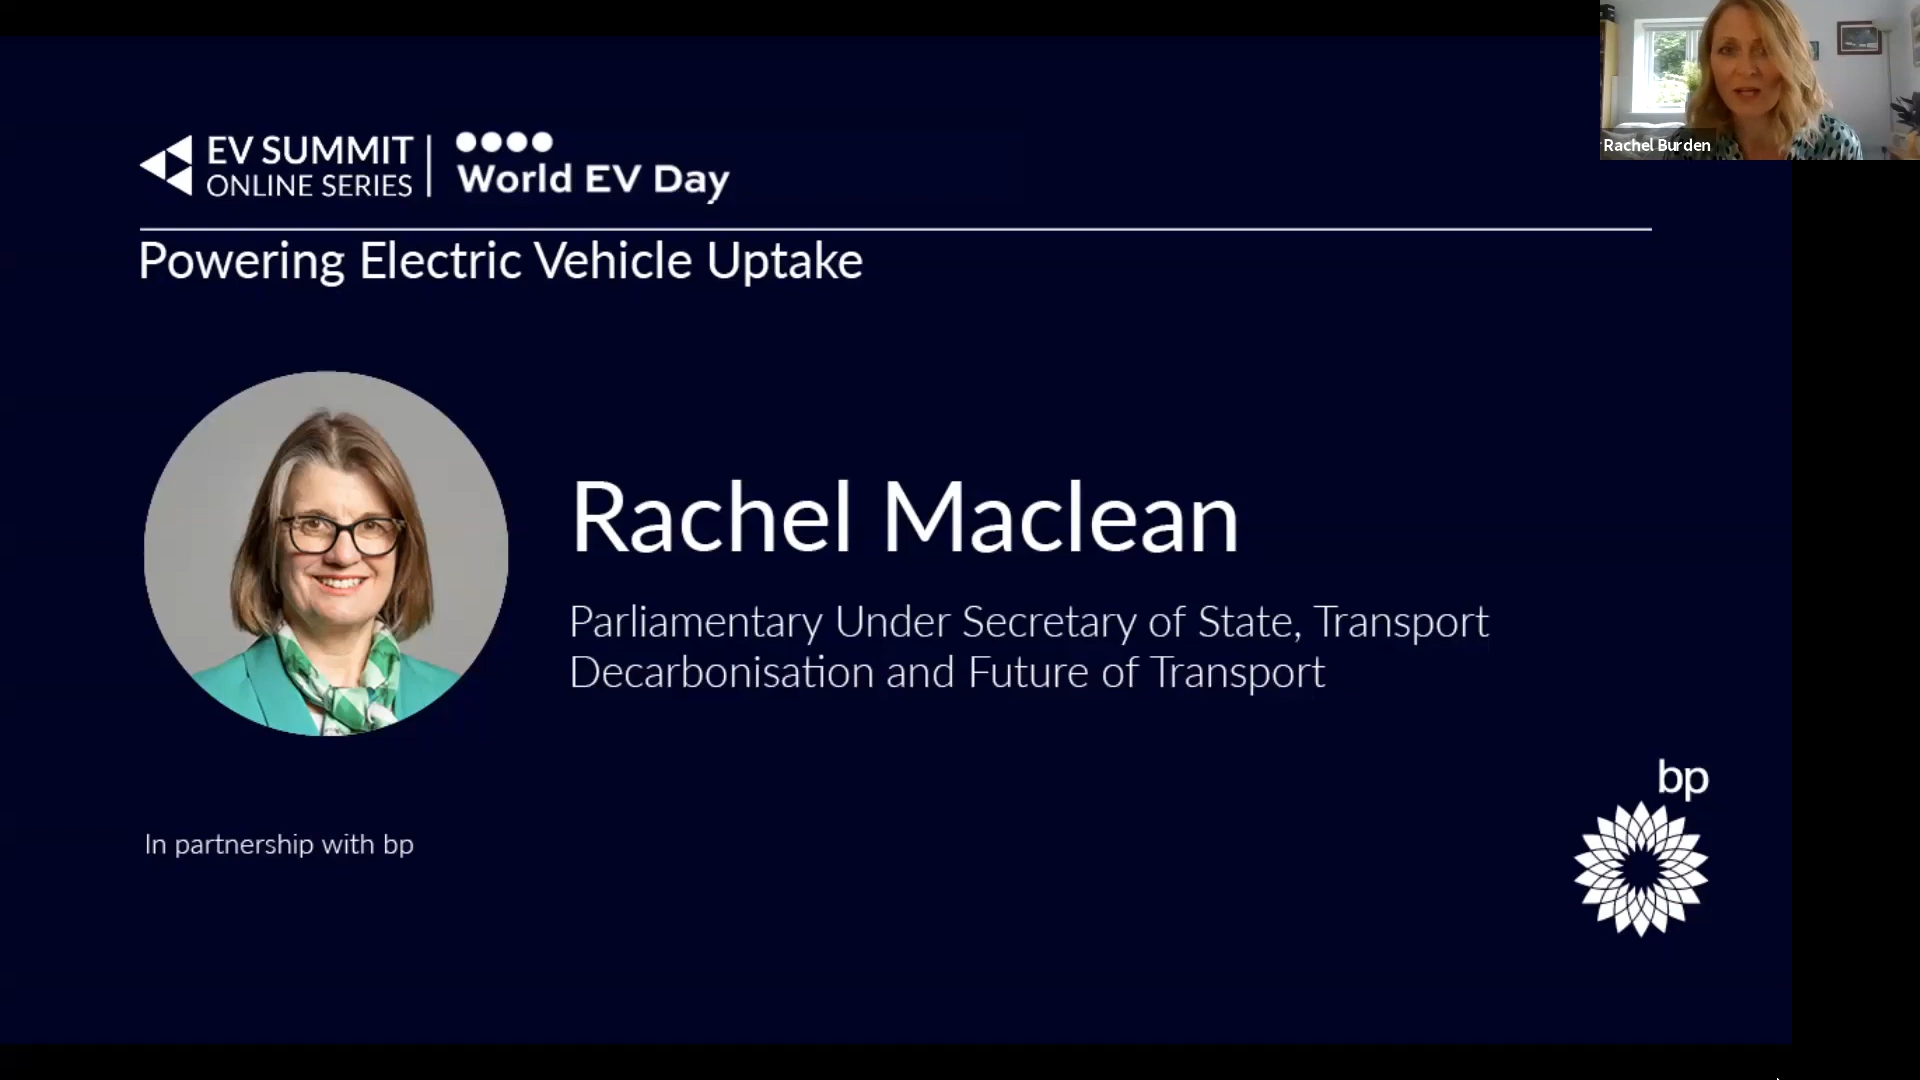 EV SUMMIT
ONLINE SERIES
World EV Day
Rachel Burden
Powering Electric Vehicle Uptake
Rachel Maclean
Parliamentary Under Secretary of State, Transport
Decarbonisation and Future of Transport
bp
In partnership with bp